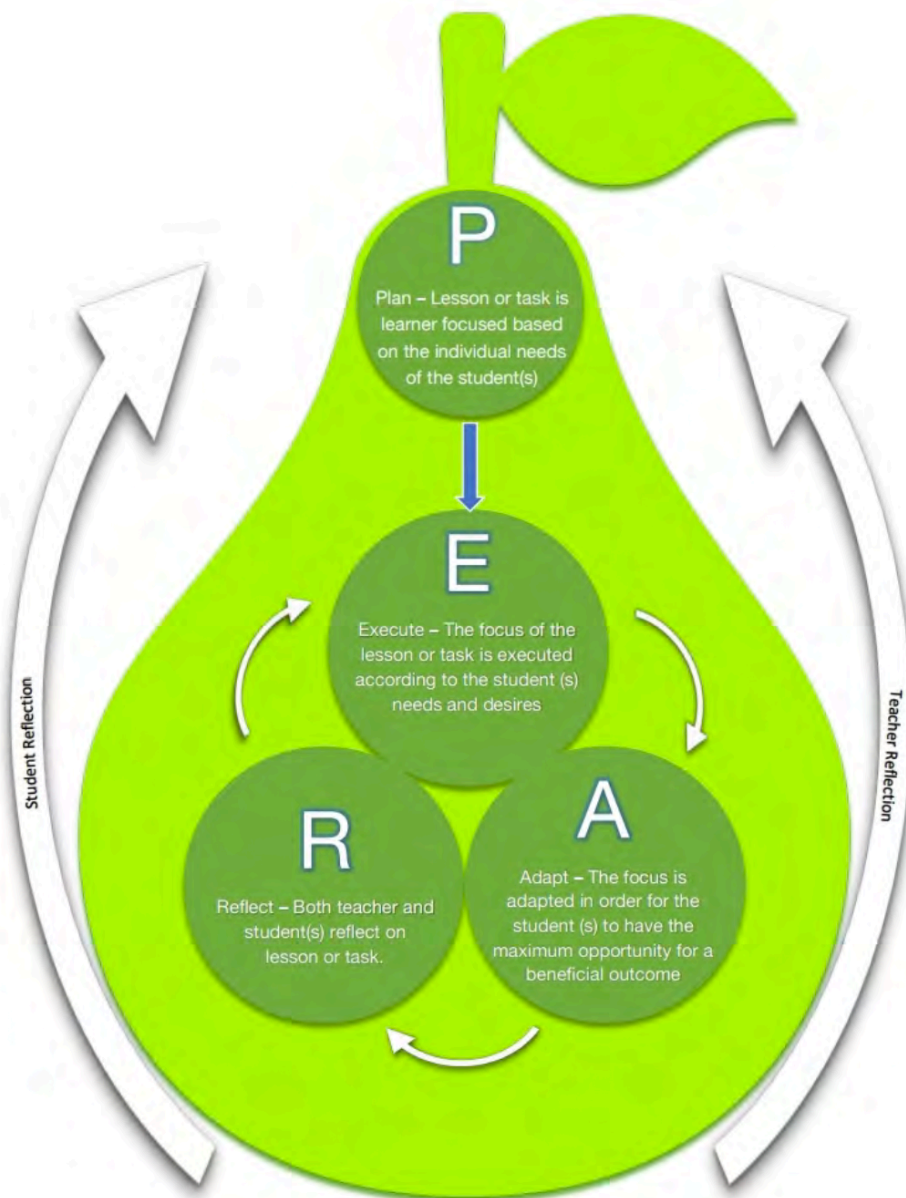 P
Plan – Lesson or task is
learner focused based
on the individual needs
of the student(s)
E
Execute – The focus of the
lesson or task is executed
according to the student (s)
needs and desires
R
Reflect – Both teacher and
student(s) reflect on
lesson or task.
A
Adapt – The focus is
adapted in order for the
student (s) to have the
maximum opportunity for a
beneficial outcome
Student Reflection
Teacher Reflection